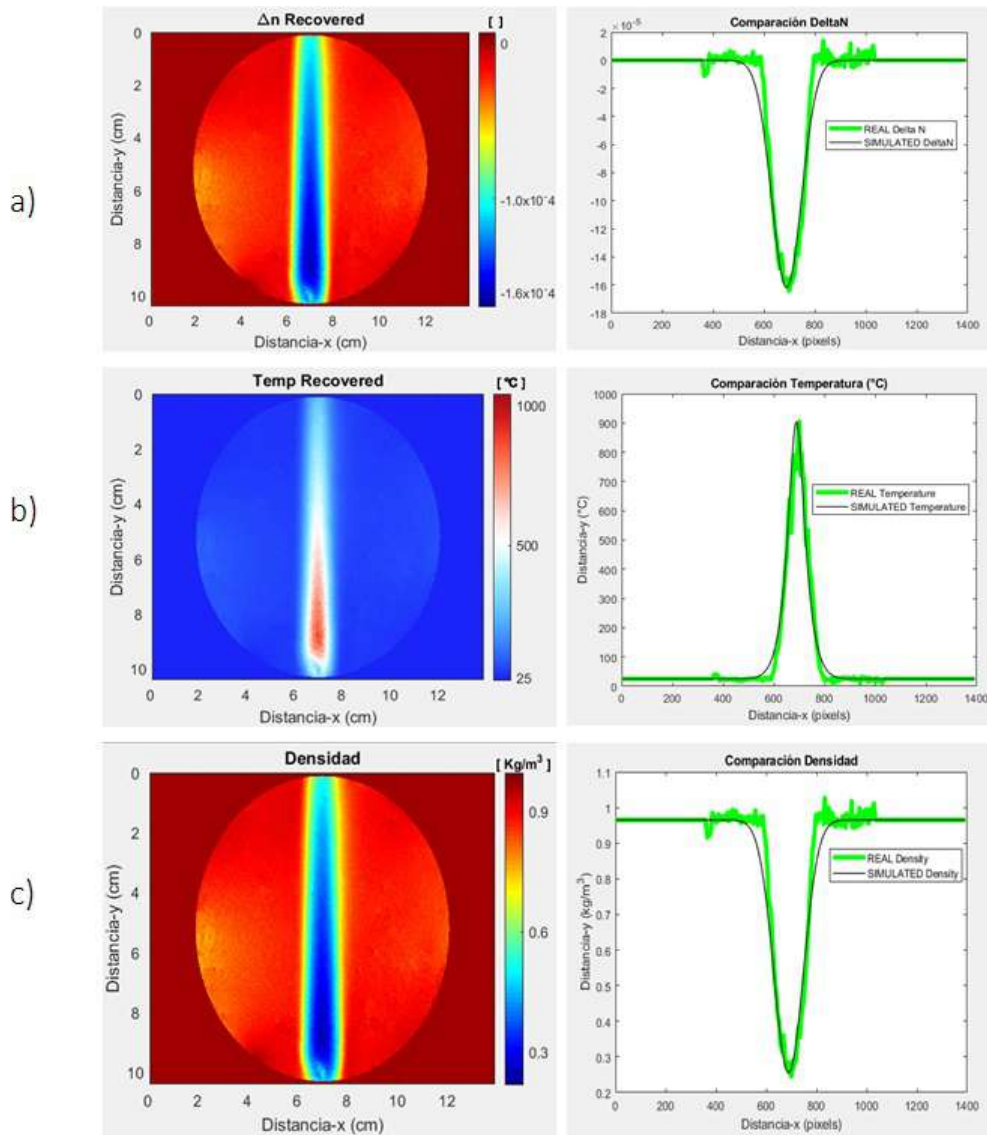 a)
Δn Recovered
[ ]
0
-1.0x10^-4
-1.6x10^-4
0
2
4
6
8
10
Distancia-y (cm)
0 2 4 6 8 10 12
Distancia-x (cm)
Comparación DeltaN
×10⁻⁵
2
0
-2
-4
-6
-8
-10
-12
-14
-16
-18
REAL Delta N
SIMULATED DeltaN
0 200 400 600 800 1000 1200 1400
Distancia-x (pixels)
b)
Temp Recovered
[ °C ]
1000
500
25
0
2
4
6
8
10
Distancia-y (cm)
0 2 4 6 8 10 12
Distancia-x (cm)
Comparación Temperatura (°C)
1000
900
800
700
600
500
400
300
200
100
0
Distancia-y (°C)
REAL Temperature
SIMULATED Temperature
0 200 400 600 800 1000 1200 1400
Distancia-x (pixels)
c)
Densidad
[ Kg/m³ ]
0.9
0.6
0.3
0
2
4
6
8
10
Distancia-y (cm)
0 2 4 6 8 10 12
Distancia-x (cm)
Comparación Densidad
1.1
1
0.9
0.8
0.7
0.6
0.5
0.4
0.3
0.2
Distancia-y (kg/m³)
REAL Density
SIMULATED Density
0 200 400 600 800 1000 1200 1400
Distancia-x (pixels)